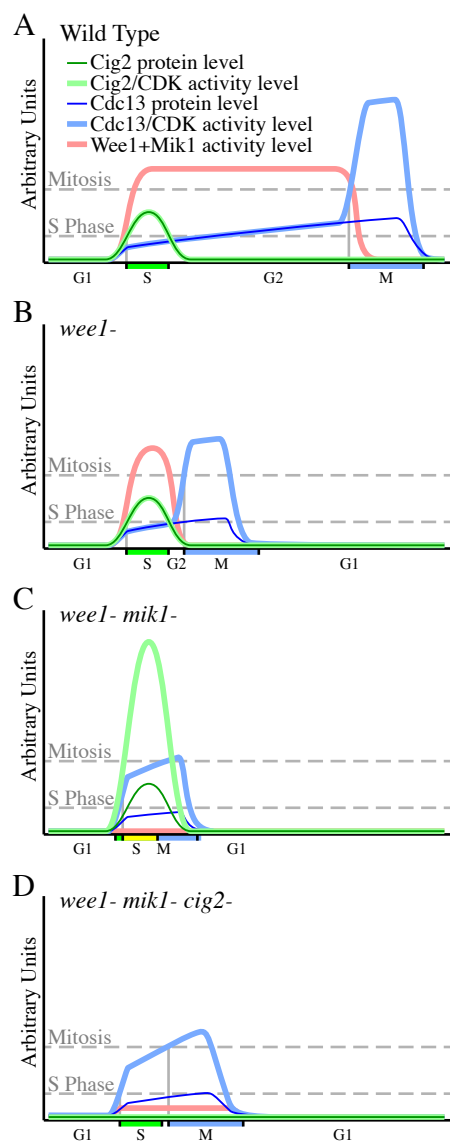 A
Wild Type
Cig2 protein level
Cig2/CDK activity level
Cdc13 protein level
Cdc13/CDK activity level
Wee1+Mik1 activity level
Arbitrary Units
Mitosis
S Phase
G1 S G2 M
B
wee1-
Arbitrary Units
Mitosis
S Phase
G1 S G2 M G1
C
wee1- mik1-
Arbitrary Units
Mitosis
S Phase
G1 S M G1
D
wee1- mik1- cig2-
Arbitrary Units
Mitosis
S Phase
G1 S M G1